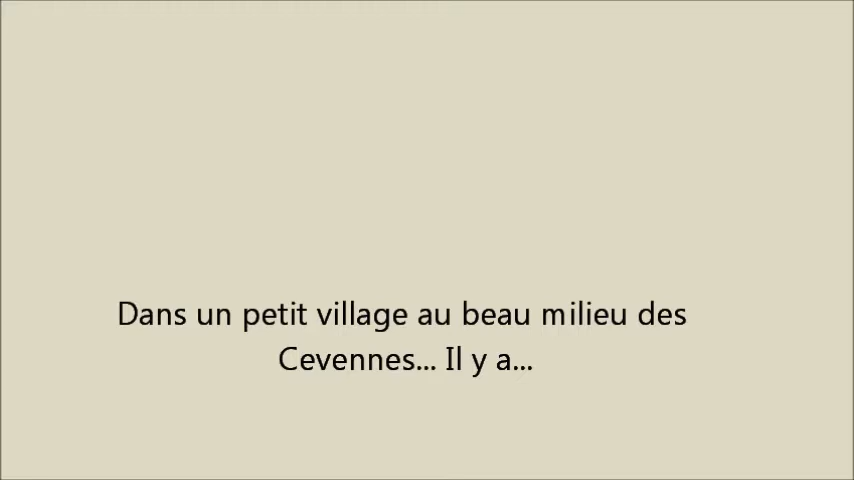 Dans un petit village au beau milieu des
Cevennes... Il y a...